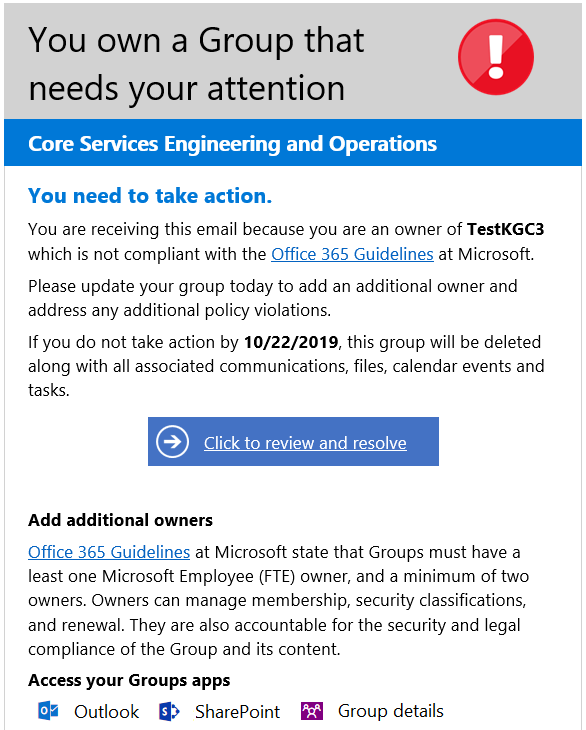 You own a Group that
needs your attention
Core Services Engineering and Operations
You need to take action.
You are receiving this email because you are an owner of TestKGC3
which is not compliant with the Office 365 Guidelines at Microsoft.
Please update your group today to add an additional owner and
address any additional policy violations.
If you do not take action by 10/22/2019, this group will be deleted
along with all associated communications, files, calendar events and
tasks.
Click to review and resolve
Add additional owners
Office 365 Guidelines at Microsoft state that Groups must have a
least one Microsoft Employee (FTE) owner, and a minimum of two
owners. Owners can manage membership, security classifications,
and renewal. They are also accountable for the security and legal
compliance of the Group and its content.
Access your Groups apps
Outlook SharePoint Group details